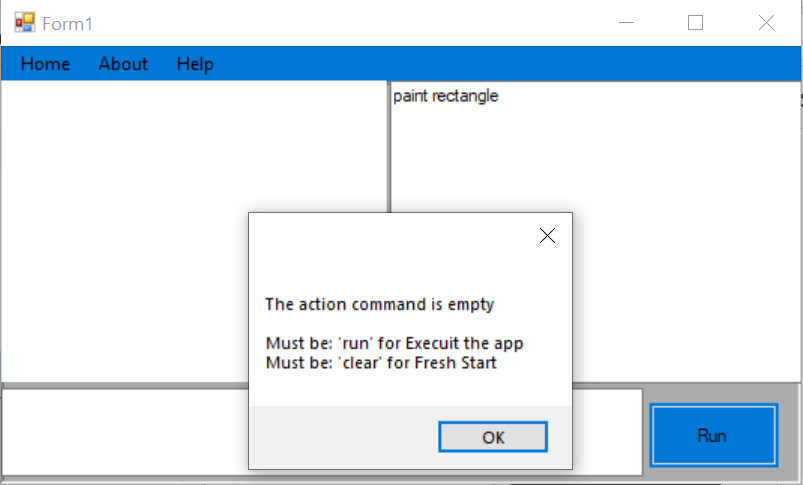 Form1
Home About Help
paint rectangle
The action command is empty
Must be: 'run' for Execuit the app
Must be: 'clear' for Fresh Start
OK
Run